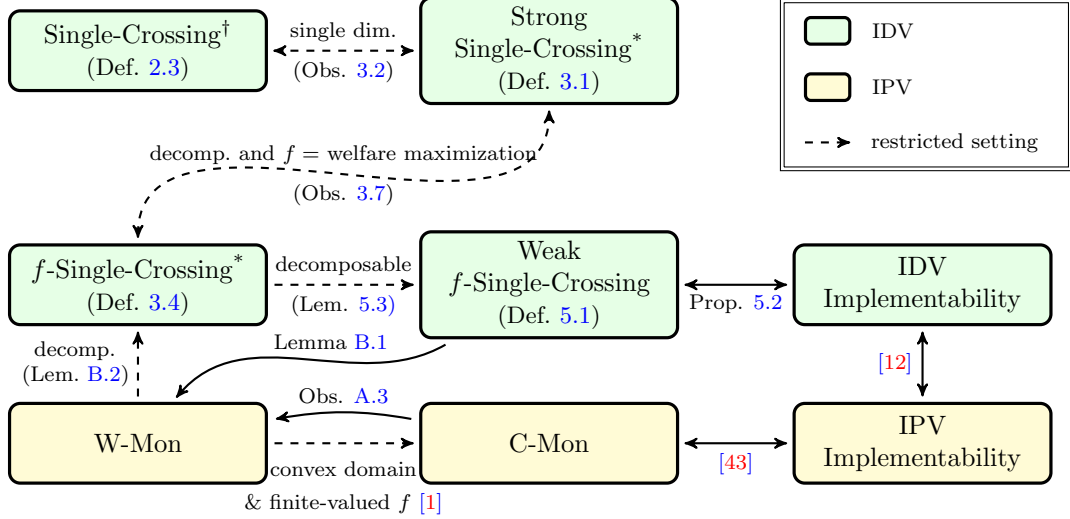 Single-Crossing†
(Def. 2.3)
single dim.
(Obs. 3.2)
Strong
Single-Crossing*
(Def. 3.1)
IDV
IPV
restricted setting
decomp. and f = welfare maximization
(Obs. 3.7)
f-Single-Crossing*
(Def. 3.4)
decomposable
(Lem. 5.3)
Weak
f-Single-Crossing
(Def. 5.1)
Prop. 5.2
IDV
Implementability
decomp.
(Lem. B.2)
Lemma B.1
[12]
W-Mon
Obs. A.3
convex domain
& finite-valued f [1]
C-Mon
[43]
IPV
Implementability